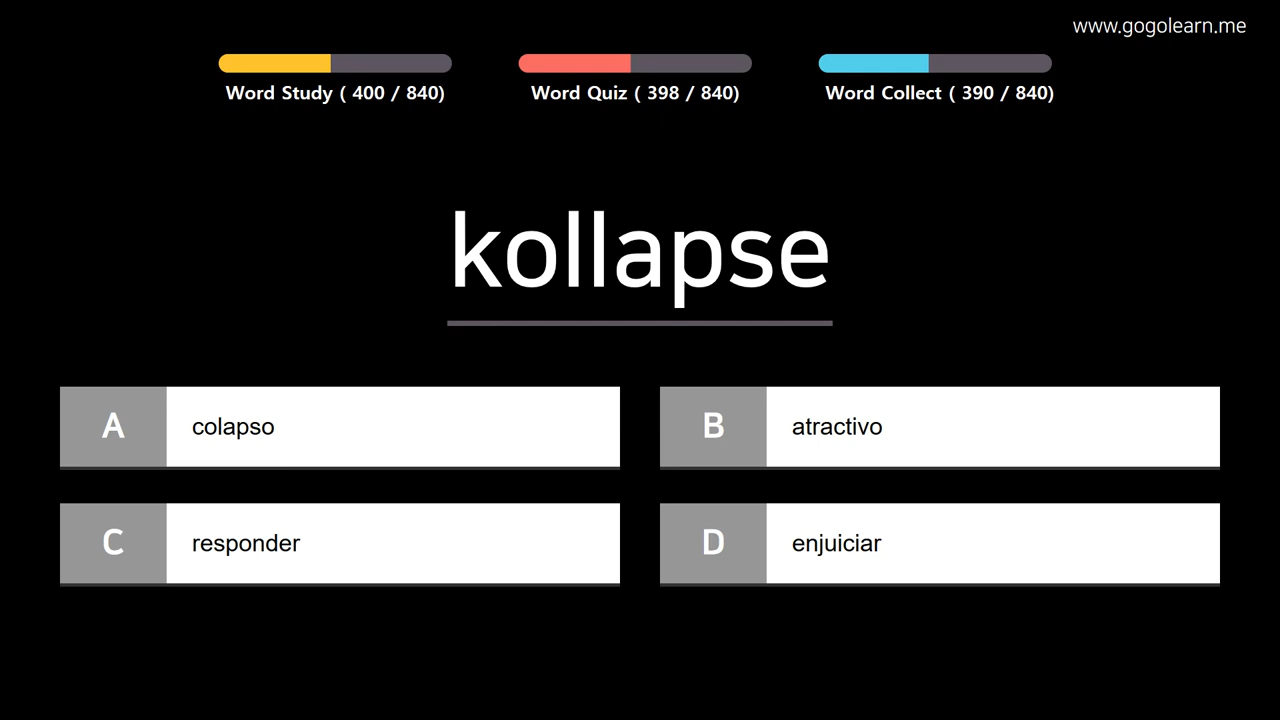 www.gogolearn.me
Word Study ( 400 / 840)
Word Quiz ( 398 / 840)
Word Collect ( 390 / 840)
kollapse
A colapso
B atractivo
C responder
D enjuiciar